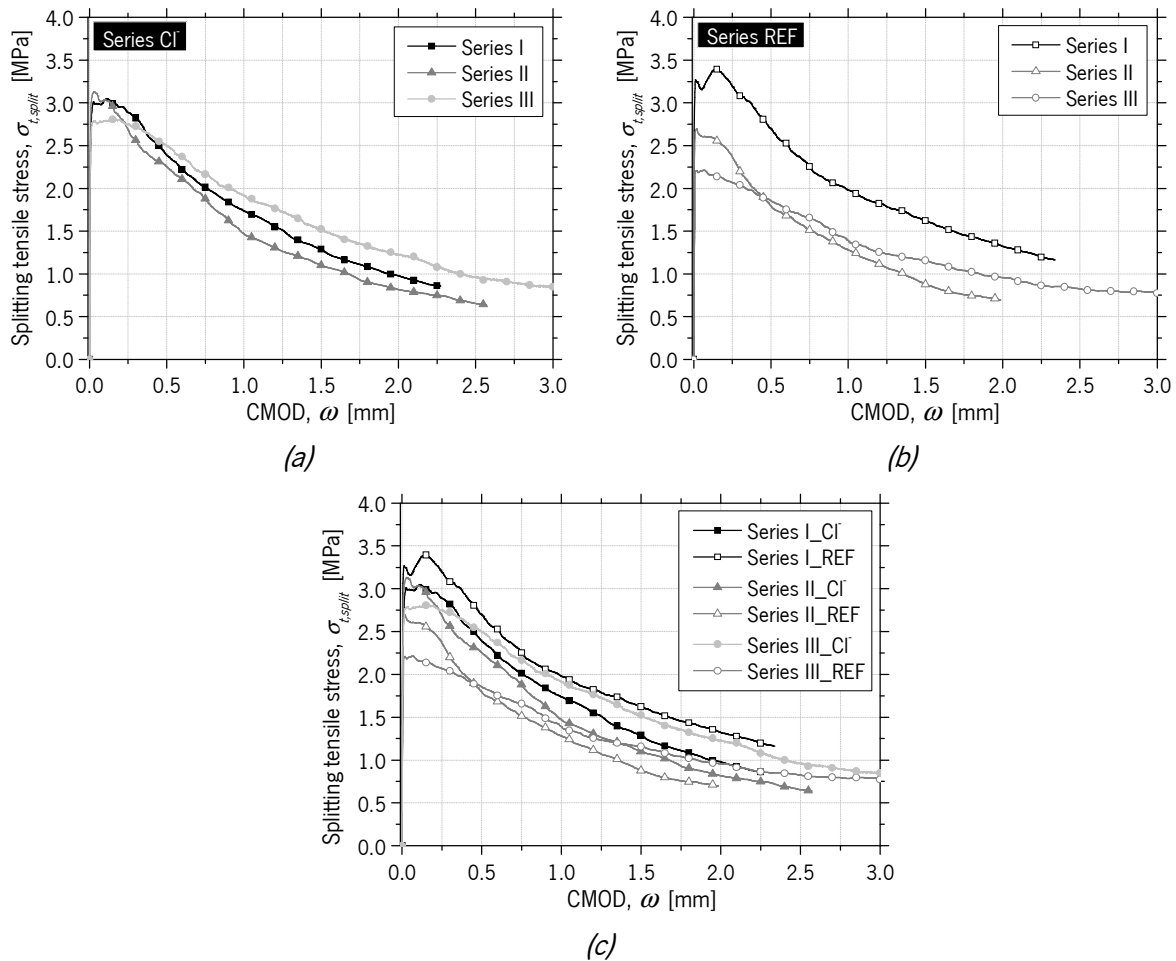 Series Cl⁻
Series I
Series II
Series III
Splitting tensile stress, σt,split [MPa]
4.0
3.5
3.0
2.5
2.0
1.5
1.0
0.5
0.0
0.0 0.5 1.0 1.5 2.0 2.5 3.0
CMOD, ω [mm]
(a)
Series REF
Series I
Series II
Series III
Splitting tensile stress, σt,split [MPa]
4.0
3.5
3.0
2.5
2.0
1.5
1.0
0.5
0.0
0.0 0.5 1.0 1.5 2.0 2.5 3.0
CMOD, ω [mm]
(b)
Series I_Cl⁻
Series I_REF
Series II_Cl⁻
Series II_REF
Series III_Cl⁻
Series III_REF
Splitting tensile stress, σt,split [MPa]
4.0
3.5
3.0
2.5
2.0
1.5
1.0
0.5
0.0
0.0 0.5 1.0 1.5 2.0 2.5 3.0
CMOD, ω [mm]
(c)